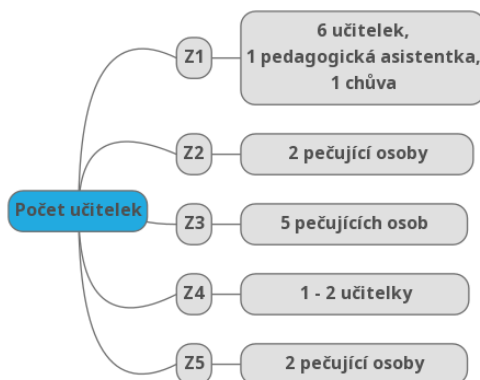 Počet učitelek
Z1
6 učitelek,
1 pedagogická asistentka,
1 chůva
Z2
2 pečující osoby
Z3
5 pečujících osob
Z4
1 - 2 učitelky
Z5
2 pečující osoby